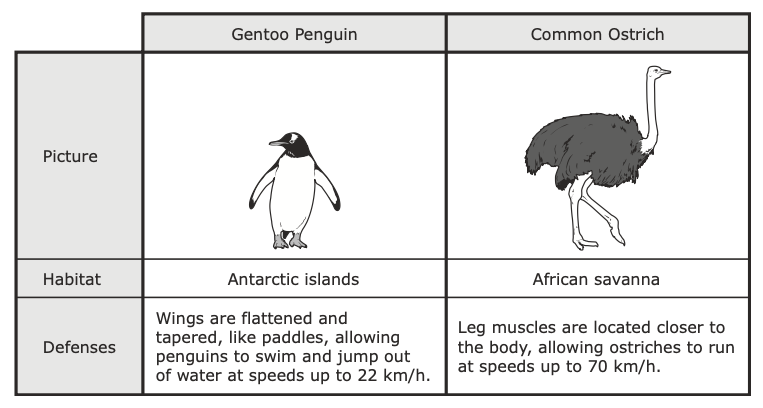 Gentoo Penguin
Common Ostrich
Picture
Habitat
Antarctic islands
African savanna
Defenses
Wings are flattened and
tapered, like paddles, allowing
penguins to swim and jump out
of water at speeds up to 22 km/h.
Leg muscles are located closer to
the body, allowing ostriches to run
at speeds up to 70 km/h.